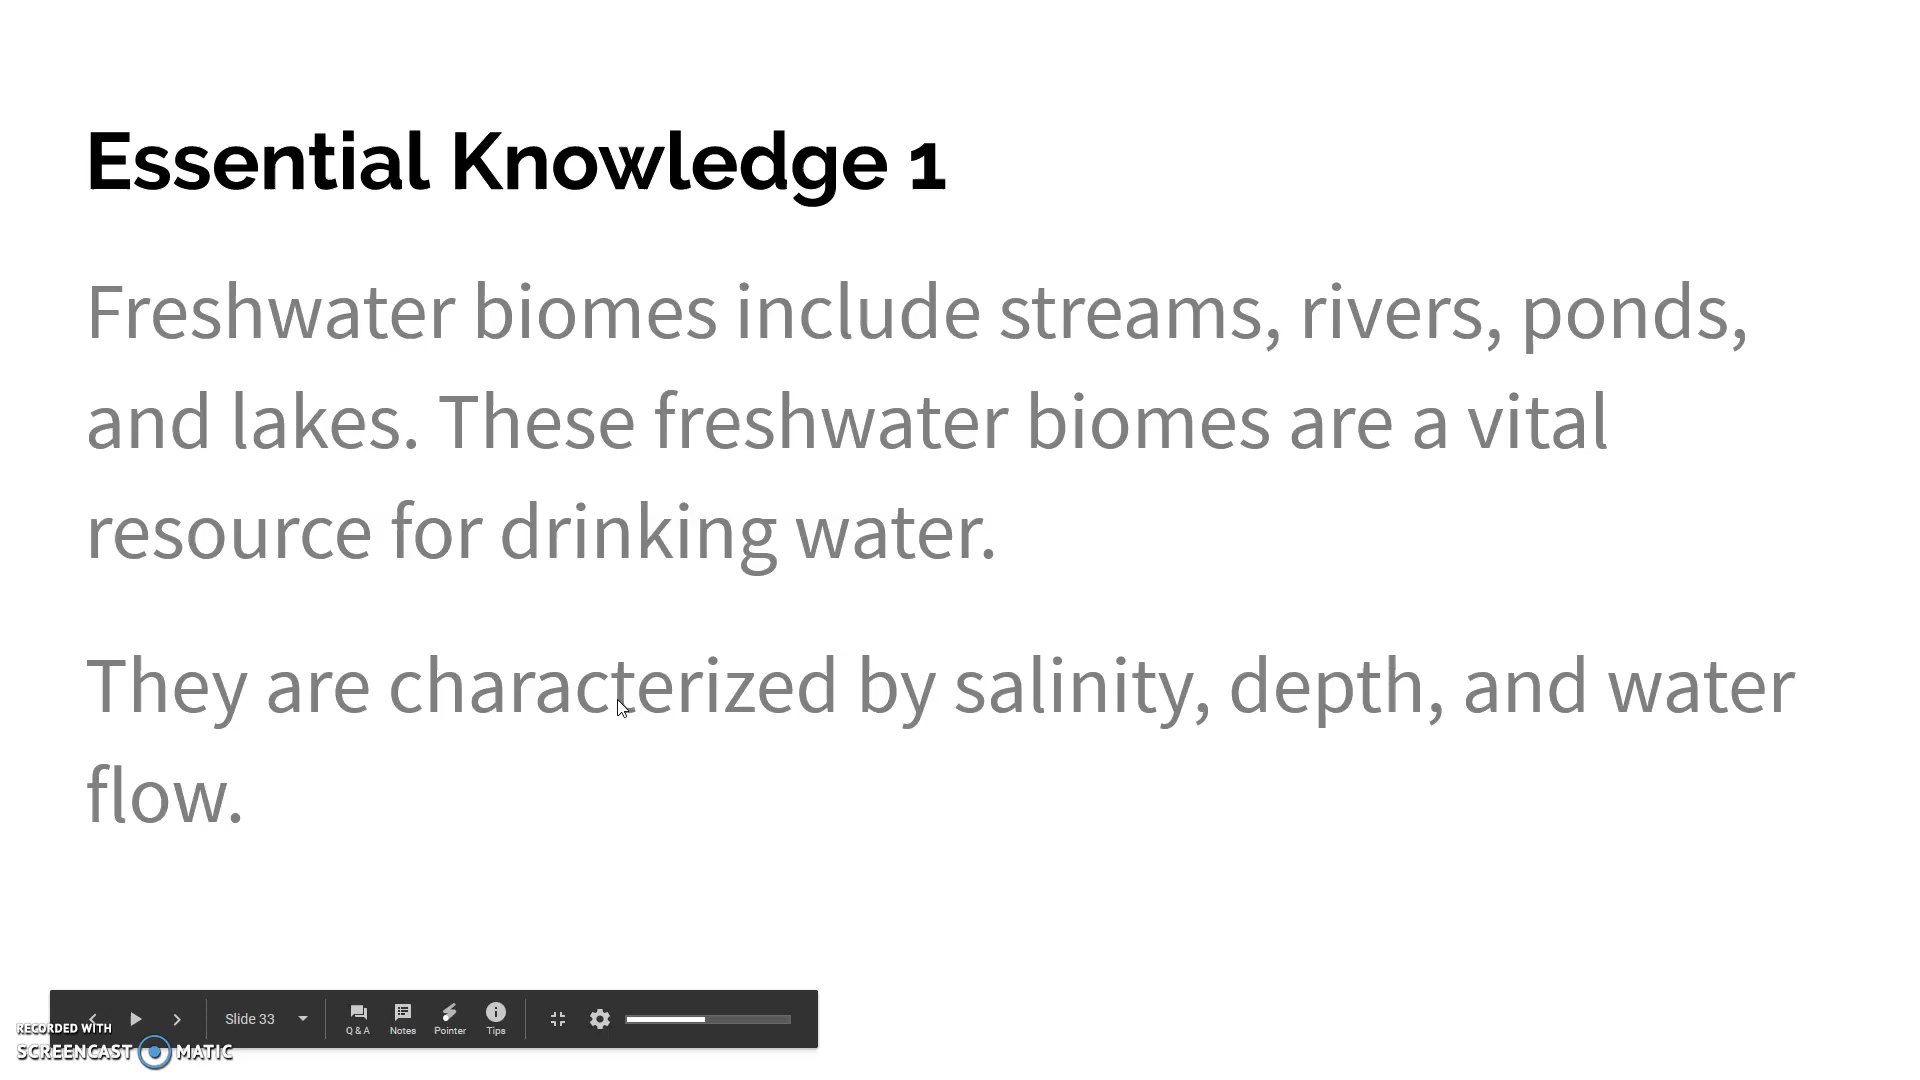 Essential Knowledge 1
Freshwater biomes include streams, rivers, ponds,
and lakes. These freshwater biomes are a vital
resource for drinking water.
They are characterized by salinity, depth, and water
flow.
Slide 33
Q & A
Notes
Pointer
Tips
RECORDED WITH
SCREENCAST MATIC